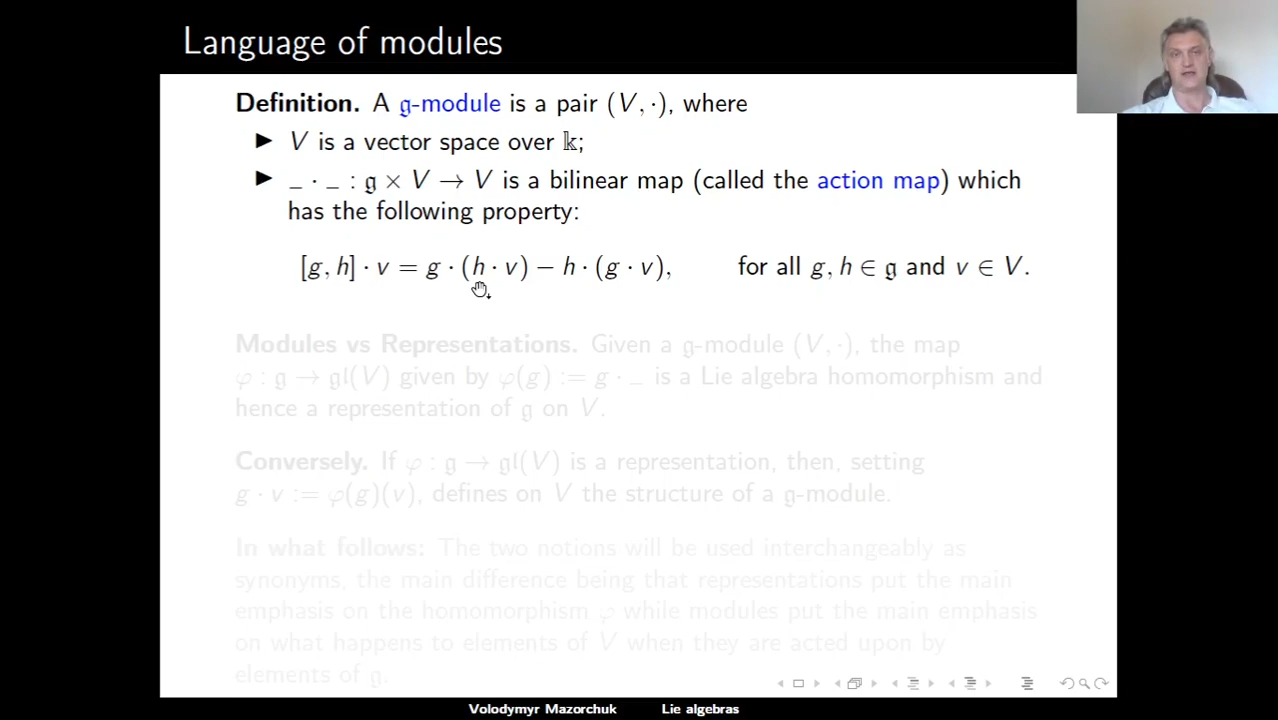 Language of modules
Definition. A 𝔤-module is a pair (V, ·), where
▶ V is a vector space over 𝕜;
▶ _ · _ : 𝔤 × V → V is a bilinear map (called the action map) which
has the following property:
[g, h] · v = g · (h · v) − h · (g · v), for all g, h ∈ 𝔤 and v ∈ V.
Modules vs Representations. Given a 𝔤-module (V, ·), the map
φ : 𝔤 → 𝔤𝔩(V) given by φ(g) := g · _ is a Lie algebra homomorphism and
hence a representation of 𝔤 on V.
Conversely. If φ : 𝔤 → 𝔤𝔩(V) is a representation, then, setting
g · v := φ(g)(v), defines on V the structure of a 𝔤-module.
In what follows: The two notions will be used interchangeably as
synonyms, the main difference being that representations put the main
emphasis on the homomorphism φ while modules put the main emphasis
on what happens to elements of V when they are acted upon by
elements of 𝔤.
Volodymyr Mazorchuk Lie algebras